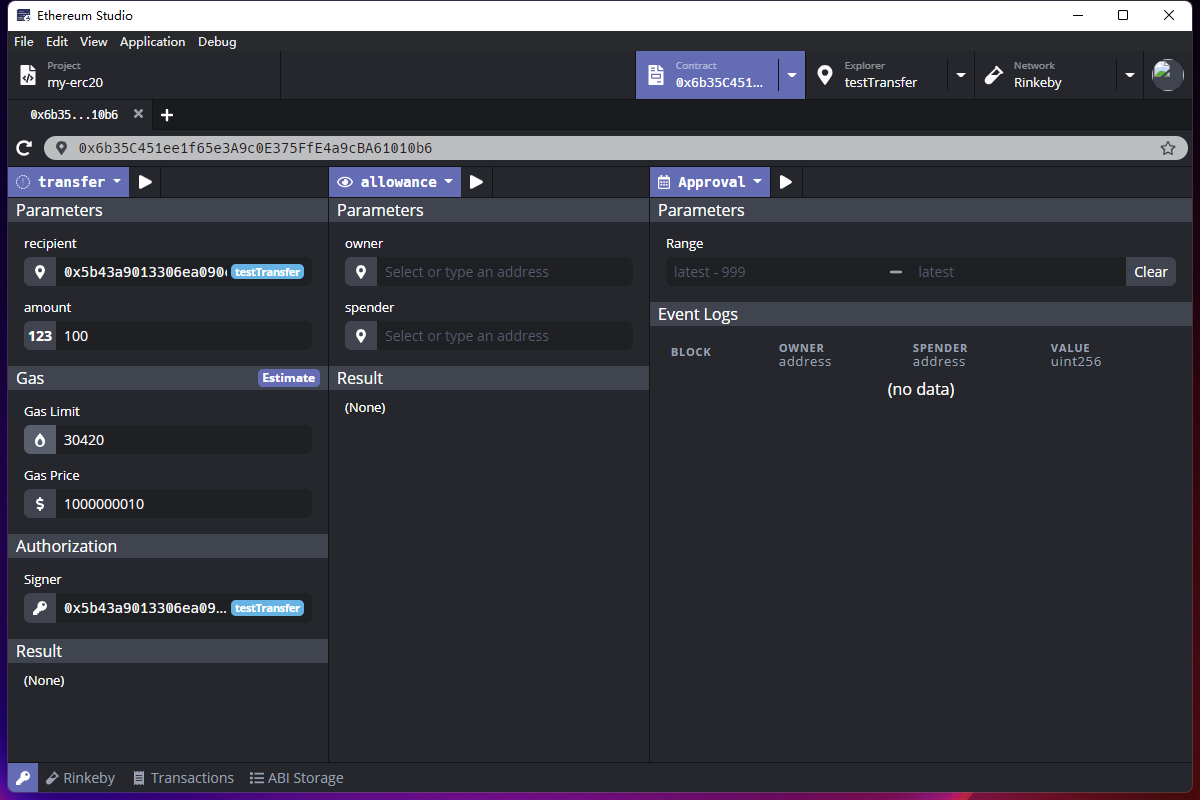 Ethereum Studio
File Edit View Application Debug
Project
my-erc20
Contract
0x6b35C451...
Explorer
testTransfer
Network
Rinkeby
0x6b35...10b6
0x6b35C451ee1f65e3A9c0E375FfE4a9cBA61010b6
transfer
Parameters
recipient
0x5b43a9013306ea090 testTransfer
amount
123 100
Gas Estimate
Gas Limit
30420
Gas Price
$ 1000000010
Authorization
Signer
0x5b43a9013306ea09... testTransfer
Result
(None)
allowance
Parameters
owner
Select or type an address
spender
Select or type an address
Result
(None)
Approval
Parameters
Range
latest - 999 — latest Clear
Event Logs
BLOCK OWNER SPENDER VALUE
address address uint256
(no data)
Rinkeby Transactions ABI Storage